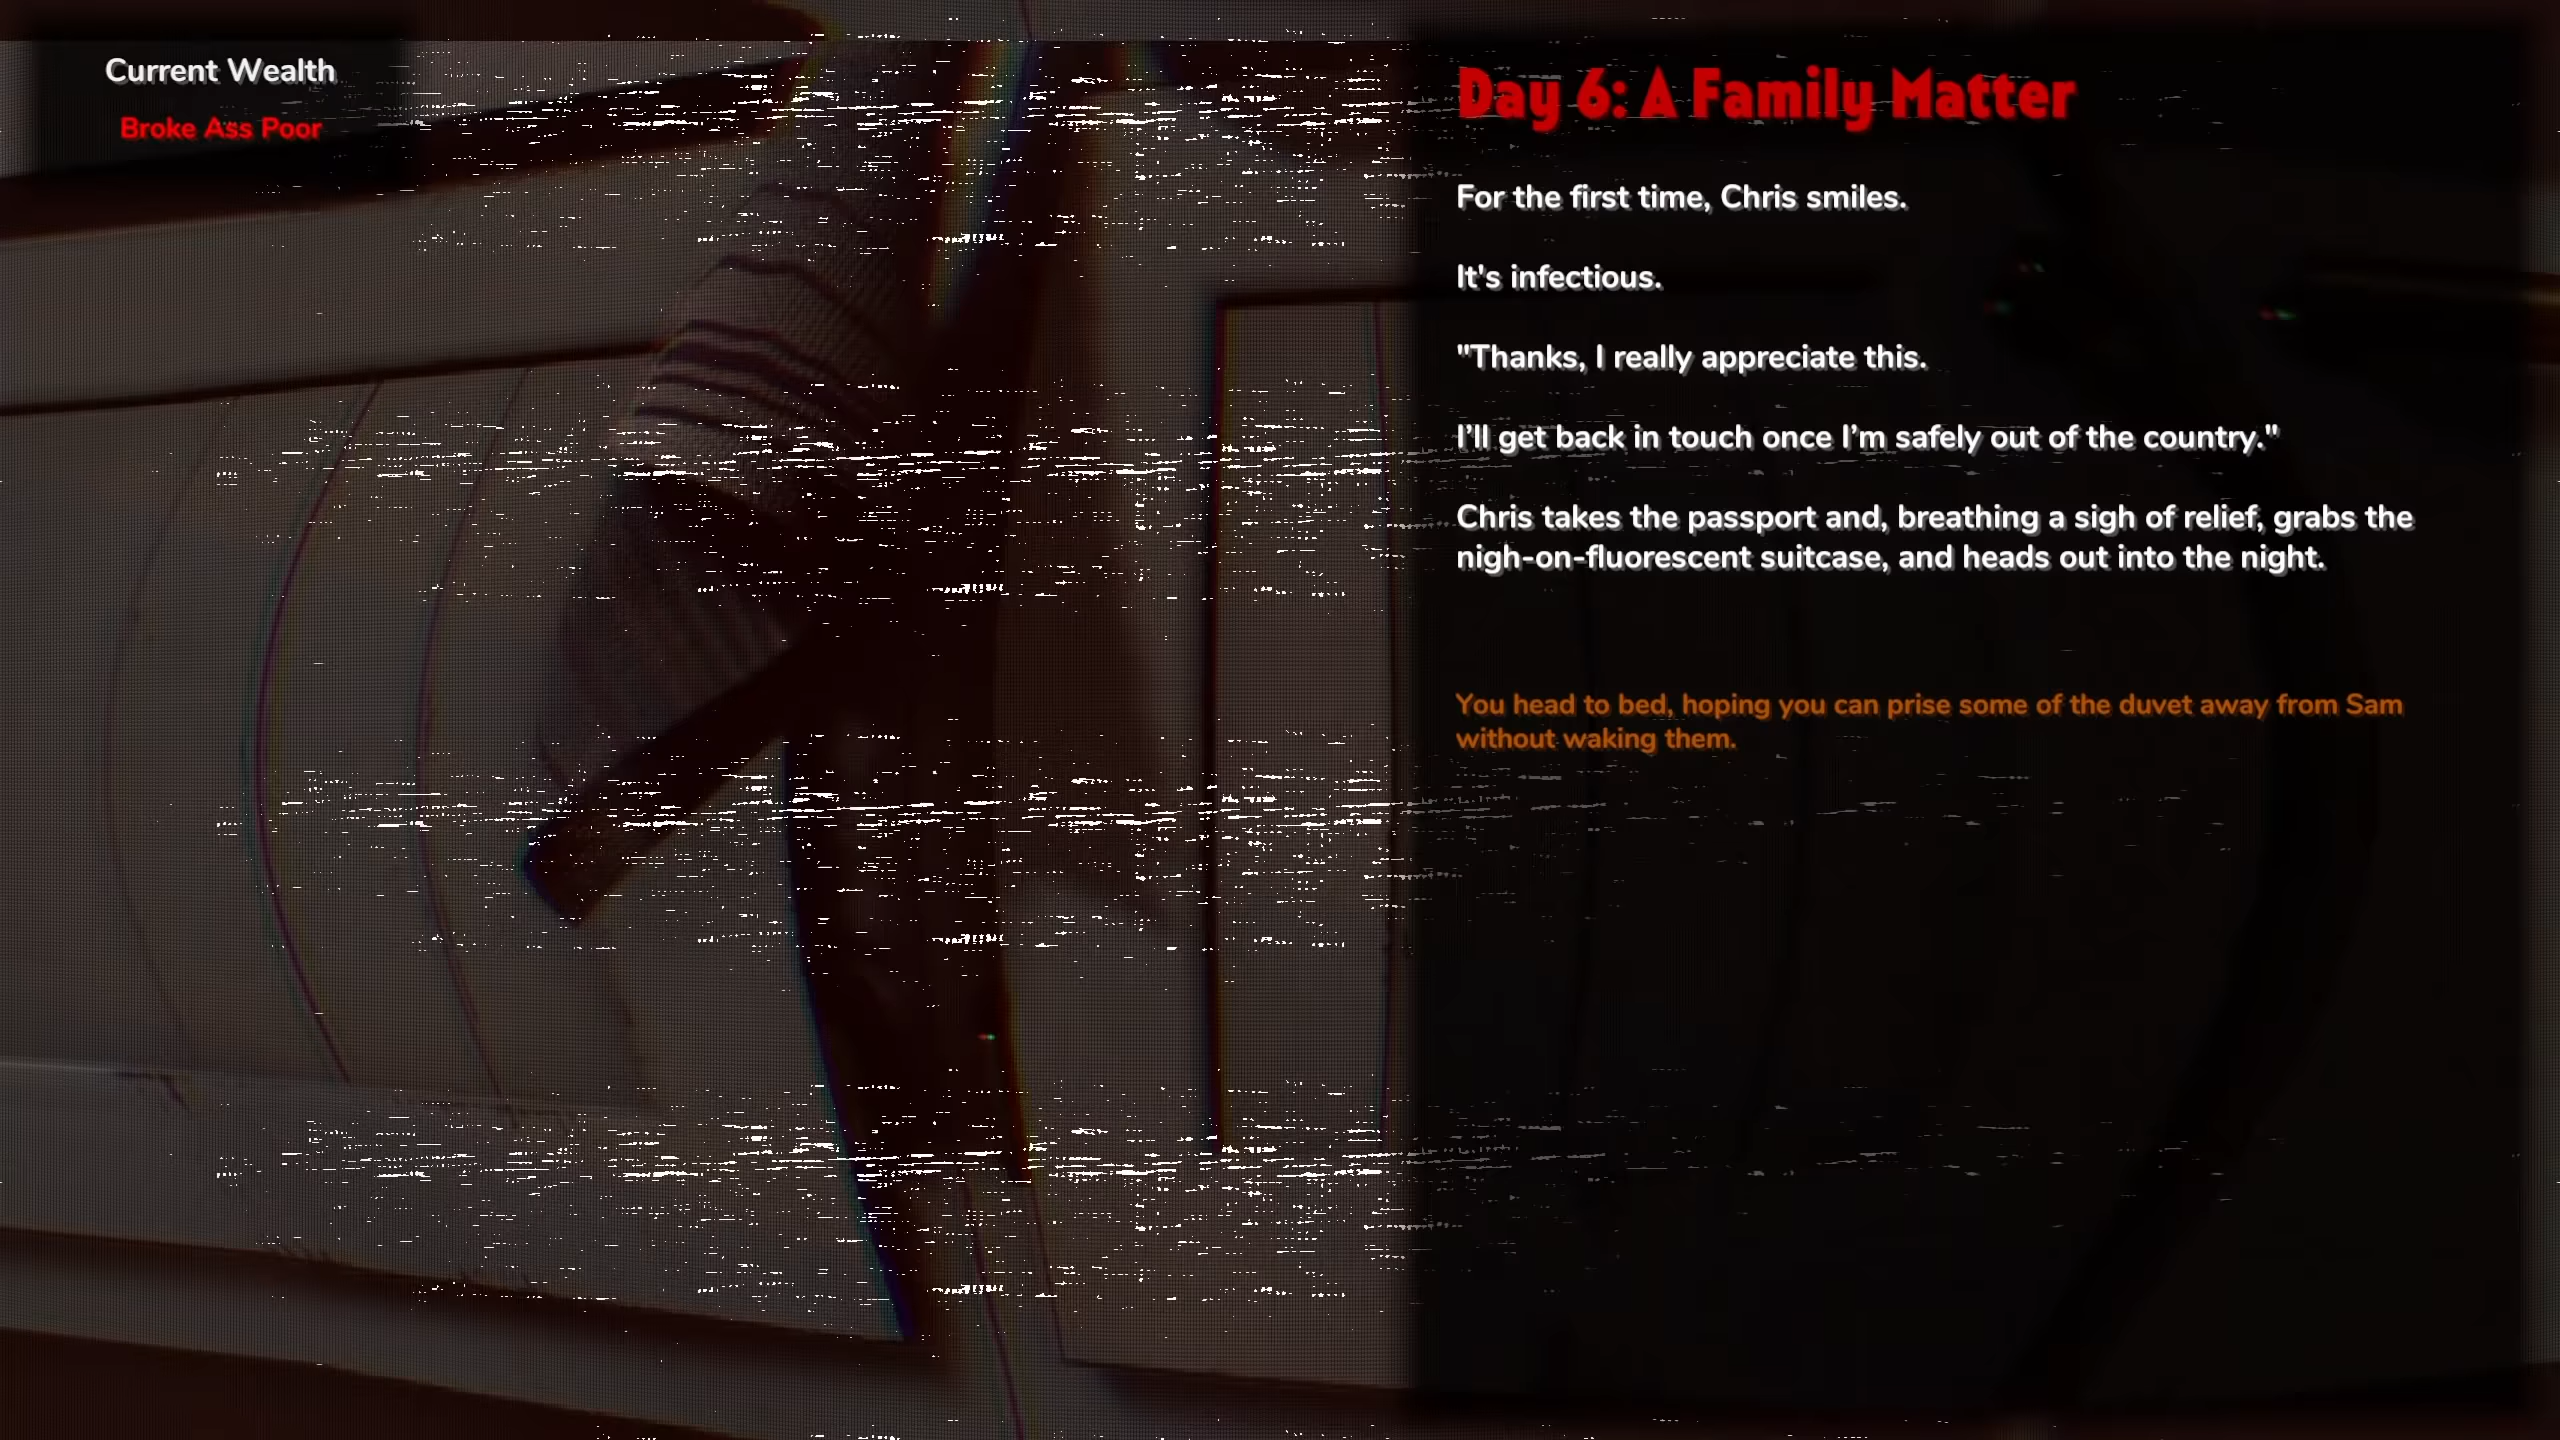 Current Wealth
Broke Ass Poor
Day 6: A Family Matter
For the first time, Chris smiles.
It's infectious.
"Thanks, I really appreciate this.
I’ll get back in touch once I’m safely out of the country."
Chris takes the passport and, breathing a sigh of relief, grabs the
nigh-on-fluorescent suitcase, and heads out into the night.
You head to bed, hoping you can prise some of the duvet away from Sam
without waking them.